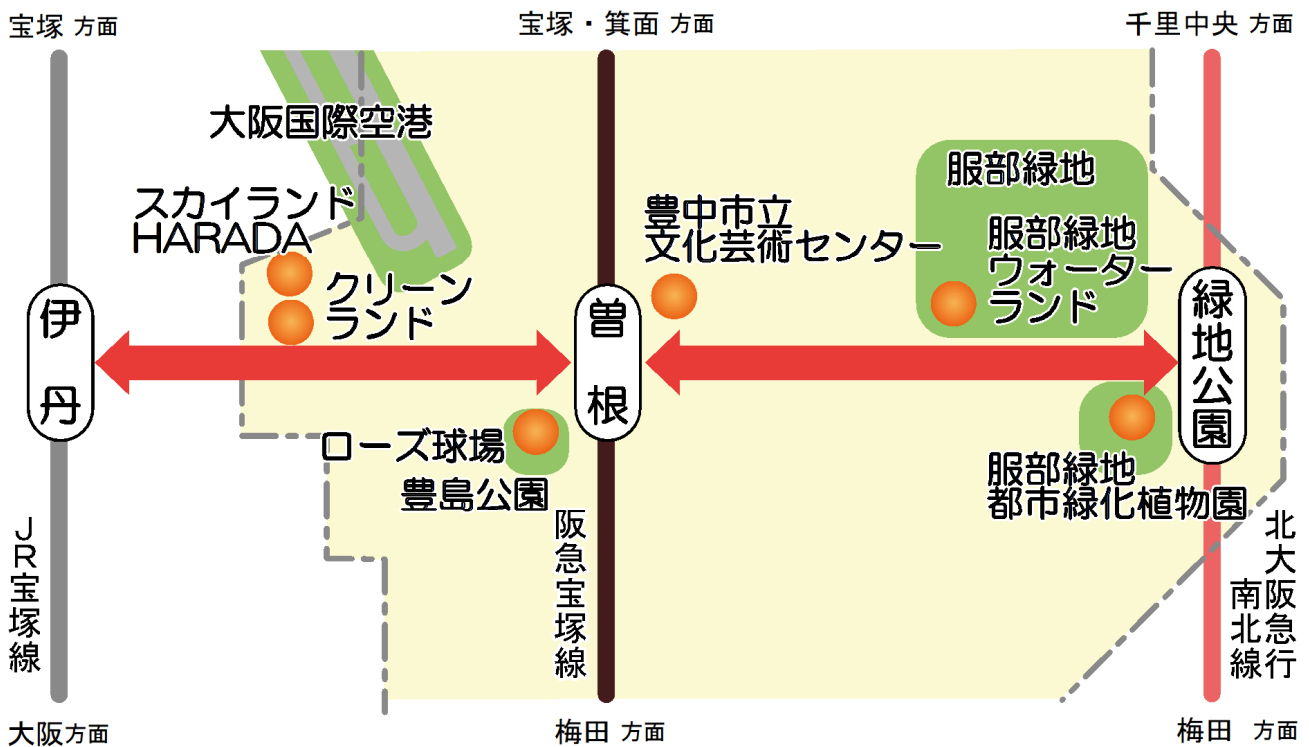 宝塚 方面
宝塚・箕面 方面
千里中央 方面
大阪国際空港
スカイランド
HARADA
クリーン
ランド
豊中市立
文化芸術センター
服部緑地
服部緑地
ウォーター
ランド
伊丹
曽根
緑地公園
ローズ球場
豊島公園
服部緑地
都市緑化植物園
JR宝塚線
阪急宝塚線
北大阪急行
南北線
大阪方面
梅田 方面
梅田 方面